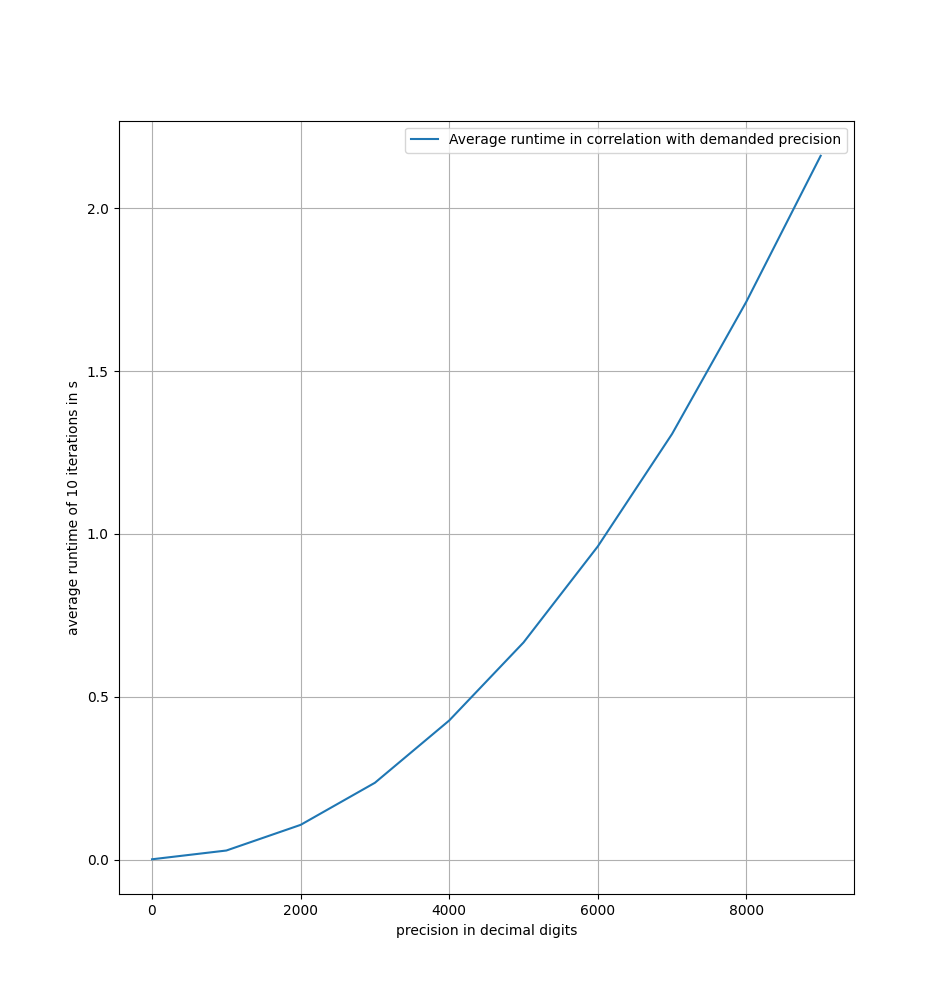 Average runtime in correlation with demanded precision
average runtime of 10 iterations in s
2.0
1.5
1.0
0.5
0.0
0 2000 4000 6000 8000
precision in decimal digits